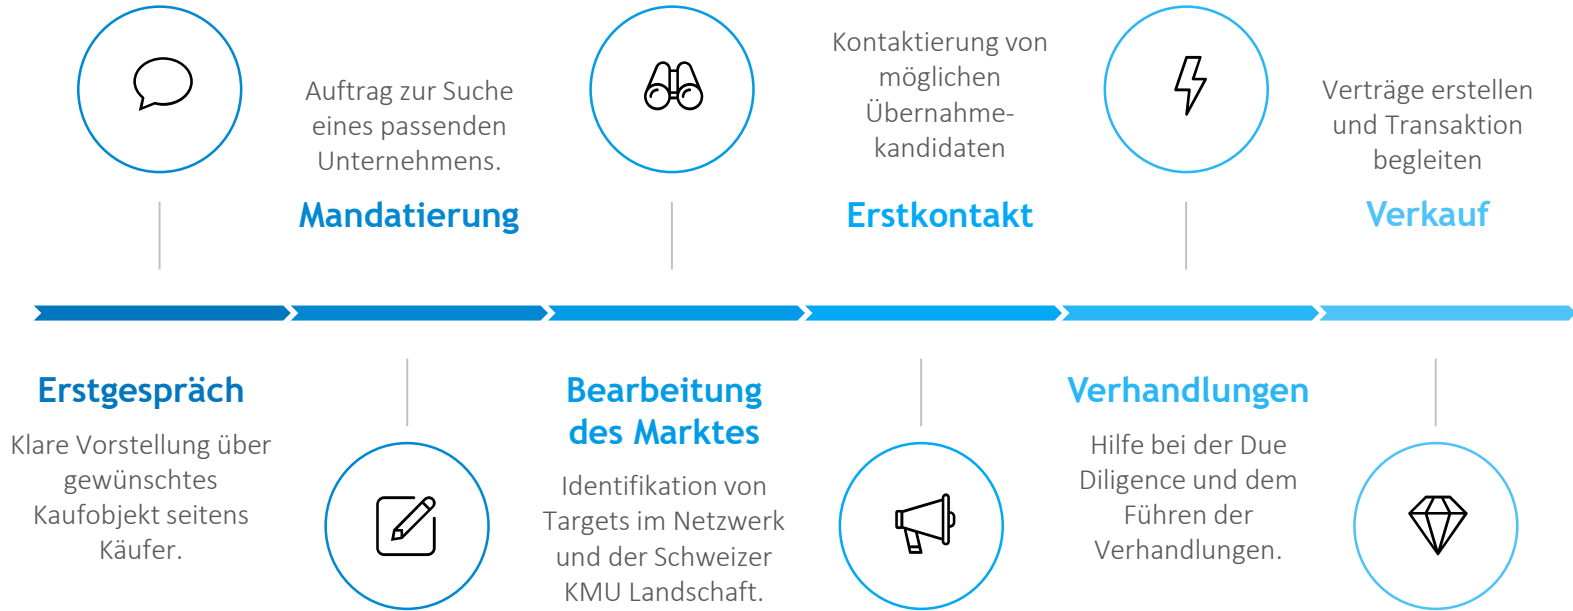 Erstgespräch
Klare Vorstellung über
gewünschtes
Kaufobjekt seitens
Käufer.
Auftrag zur Suche
eines passenden
Unternehmens.
Mandatierung
Bearbeitung
des Marktes
Identifikation von
Targets im Netzwerk
und der Schweizer
KMU Landschaft.
Kontaktierung von
möglichen
Übernahme-
kandidaten
Erstkontakt
Verhandlungen
Hilfe bei der Due
Diligence und dem
Führen der
Verhandlungen.
Verträge erstellen
und Transaktion
begleiten
Verkauf